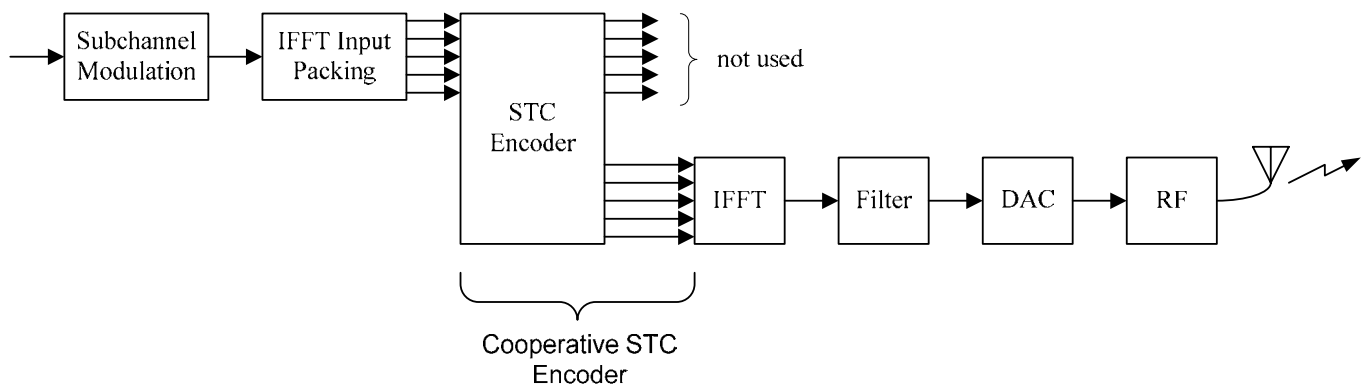 Subchannel
Modulation
IFFT Input
Packing
STC
Encoder
not used
IFFT
Filter
DAC
RF
Cooperative STC
Encoder